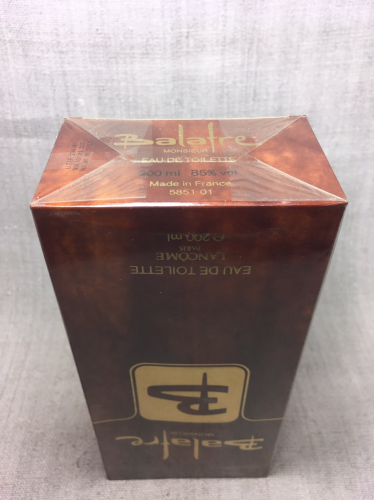 Balafre
MONSIEUR
EAU DE TOILETTE
200 ml 85% vol
Made in France
5851-01
EAU DE TOILETTE
LANCÔME
PARIS
℮ 200 ml
B
Balafre
MONSIEUR